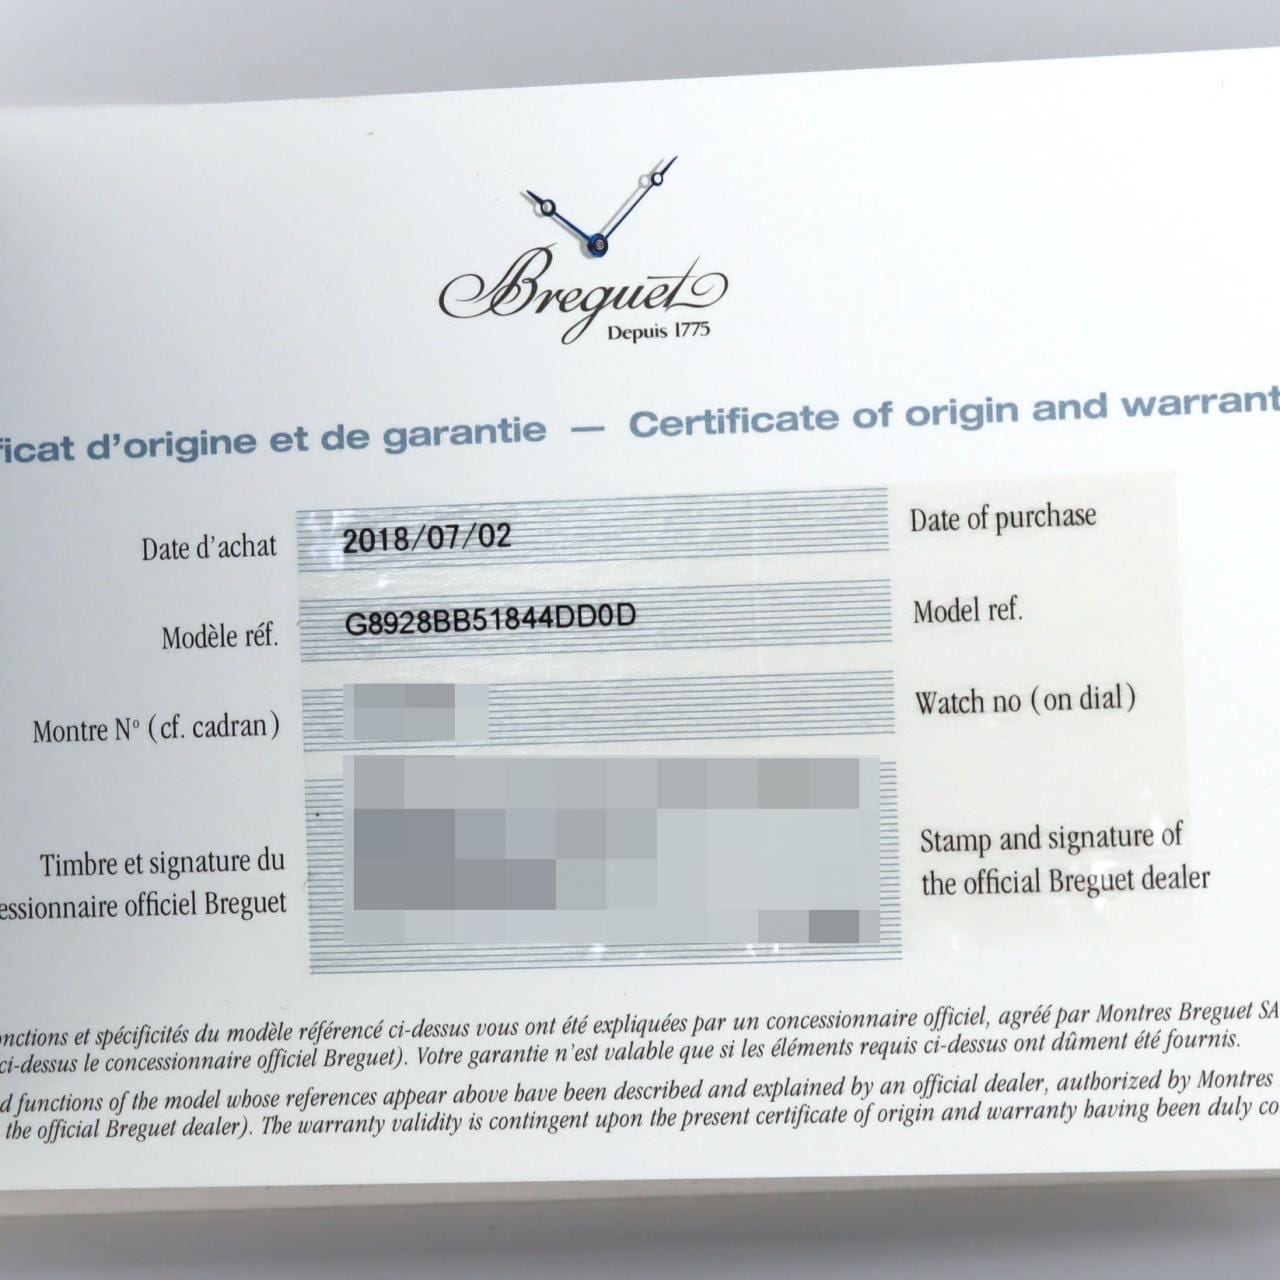 Breguet
Depuis 1775
ficat d'origine et de garantie — Certificate of origin and warrant
Date d'achat 2018/07/02 Date of purchase
Modèle réf. G8928BB51844DD0D Model ref.
Montre Nº (cf. cadran) Watch no (on dial)
Timbre et signature du
essionnaire officiel Breguet
Stamp and signature of
the official Breguet dealer
onctions et spécificités du modèle référencé ci-dessus vous ont été expliquées par un concessionnaire officiel, agréé par Montres Breguet SA
ci-dessus le concessionnaire officiel Breguet). Votre garantie n'est valable que si les éléments requis ci-dessus ont dûment été fournis.
d functions of the model whose references appear above have been described and explained by an official dealer, authorized by Montres
the official Breguet dealer). The warranty validity is contingent upon the present certificate of origin and warranty having been duly co